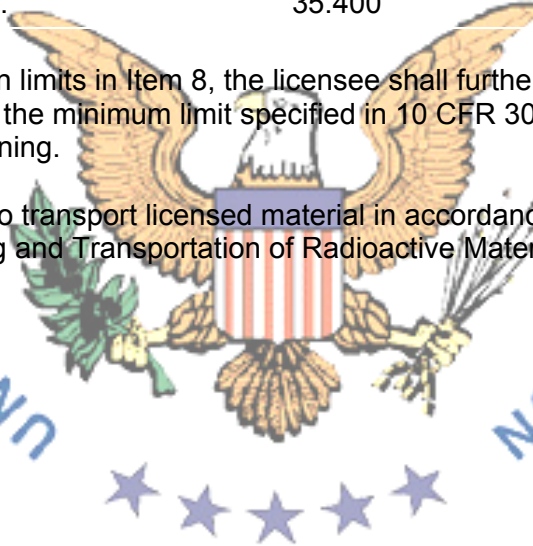 . 35.400
n limits in Item 8, the licensee shall furthe
the minimum limit specified in 10 CFR 30
ning.
o transport licensed material in accordanc
g and Transportation of Radioactive Mater
UN
N